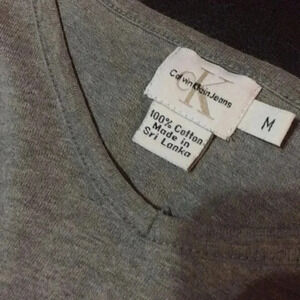 CK
Calvin Klein Jeans
M
100% Cotton
Made in
Sri Lanka